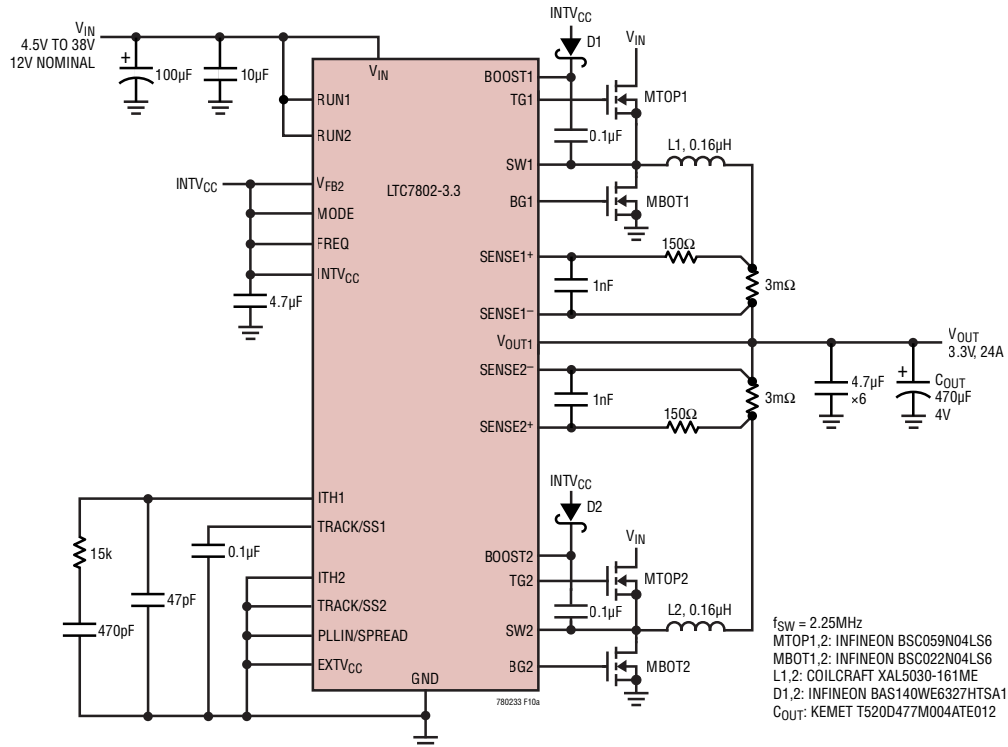 V_IN
4.5V TO 38V
12V NOMINAL
100µF
10µF
V_IN
RUN1
RUN2
INTV_CC
V_FB2
MODE
FREQ
INTV_CC
4.7µF
LTC7802-3.3
INTV_CC
D1
V_IN
BOOST1
TG1
MTOP1
0.1µF
L1, 0.16µH
SW1
BG1
MBOT1
SENSE1+
150Ω
1nF
3mΩ
SENSE1–
V_OUT1
V_OUT
3.3V, 24A
SENSE2–
1nF
3mΩ
4.7µF
×6
C_OUT
470µF
4V
150Ω
SENSE2+
INTV_CC
D2
V_IN
BOOST2
TG2
MTOP2
0.1µF
L2, 0.16µH
SW2
BG2
MBOT2
ITH1
TRACK/SS1
15k
0.1µF
ITH2
47pF
TRACK/SS2
470pF
PLLIN/SPREAD
EXTV_CC
GND
780233 F10a
f_SW = 2.25MHz
MTOP1,2: INFINEON BSC059N04LS6
MBOT1,2: INFINEON BSC022N04LS6
L1,2: COILCRAFT XAL5030-161ME
D1,2: INFINEON BAS140WE6327HTSA1
C_OUT: KEMET T520D477M004ATE012
+
+